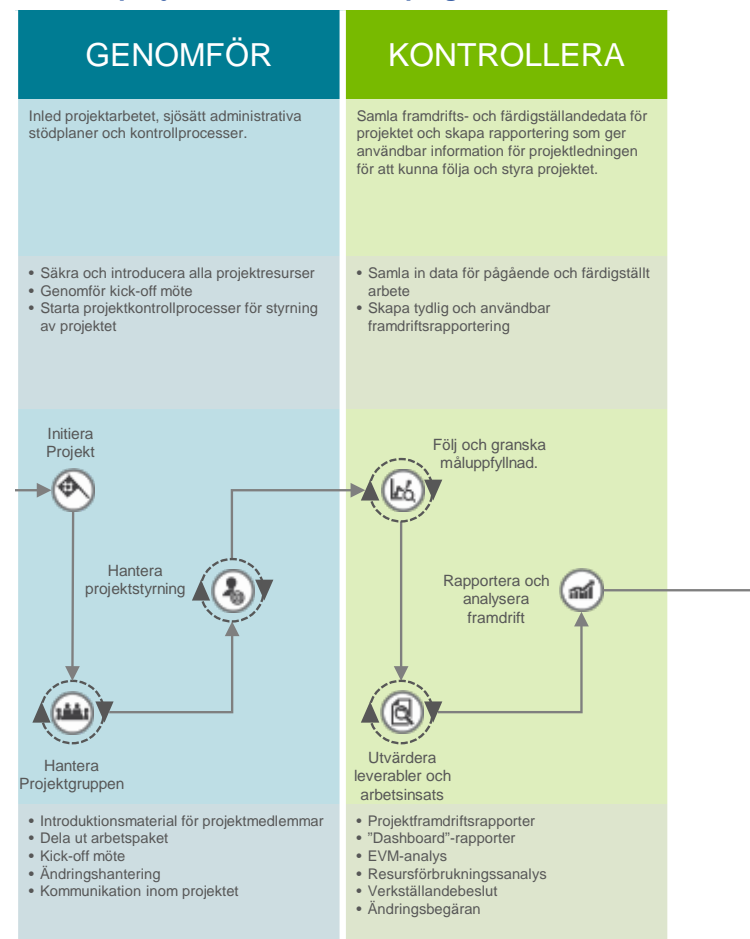 GENOMFÖR
Inled projektarbetet, sjösätt administrativa
stödplaner och kontrollprocesser.
• Säkra och introducera alla projektresurser
• Genomför kick-off möte
• Starta projektkontrollprocesser för styrning
av projektet
Initiera
Projekt
Hantera
projektstyrning
Hantera
Projektgruppen
• Introduktionsmaterial för projektmedlemmar
• Dela ut arbetspaket
• Kick-off möte
• Ändringshantering
• Kommunikation inom projektet
KONTROLLERA
Samla framdrifts- och färdigställandedata för
projektet och skapa rapportering som ger
användbar information för projektledningen
för att kunna följa och styra projektet.
• Samla in data för pågående och färdigställt
arbete
• Skapa tydlig och användbar
framdriftsrapportering
Följ och granska
måluppfyllnad.
Rapportera och
analysera
framdrift
Utvärdera
leverabler och
arbetsinsats
• Projektframdriftsrapporter
• ”Dashboard”-rapporter
• EVM-analys
• Resursförbrukningssanalys
• Verkställandebeslut
• Ändringsbegäran